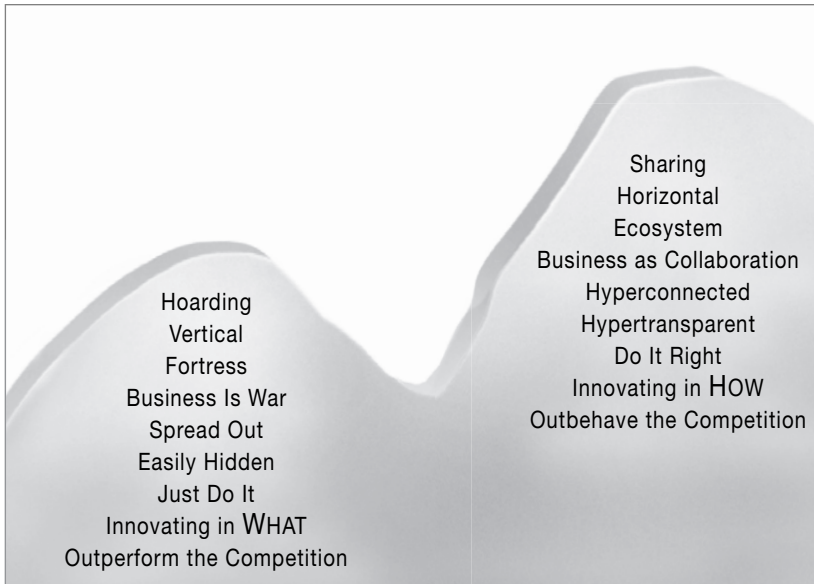 Hoarding
Vertical
Fortress
Business Is War
Spread Out
Easily Hidden
Just Do It
Innovating in WHAT
Outperform the Competition
Sharing
Horizontal
Ecosystem
Business as Collaboration
Hyperconnected
Hypertransparent
Do It Right
Innovating in HOW
Outbehave the Competition